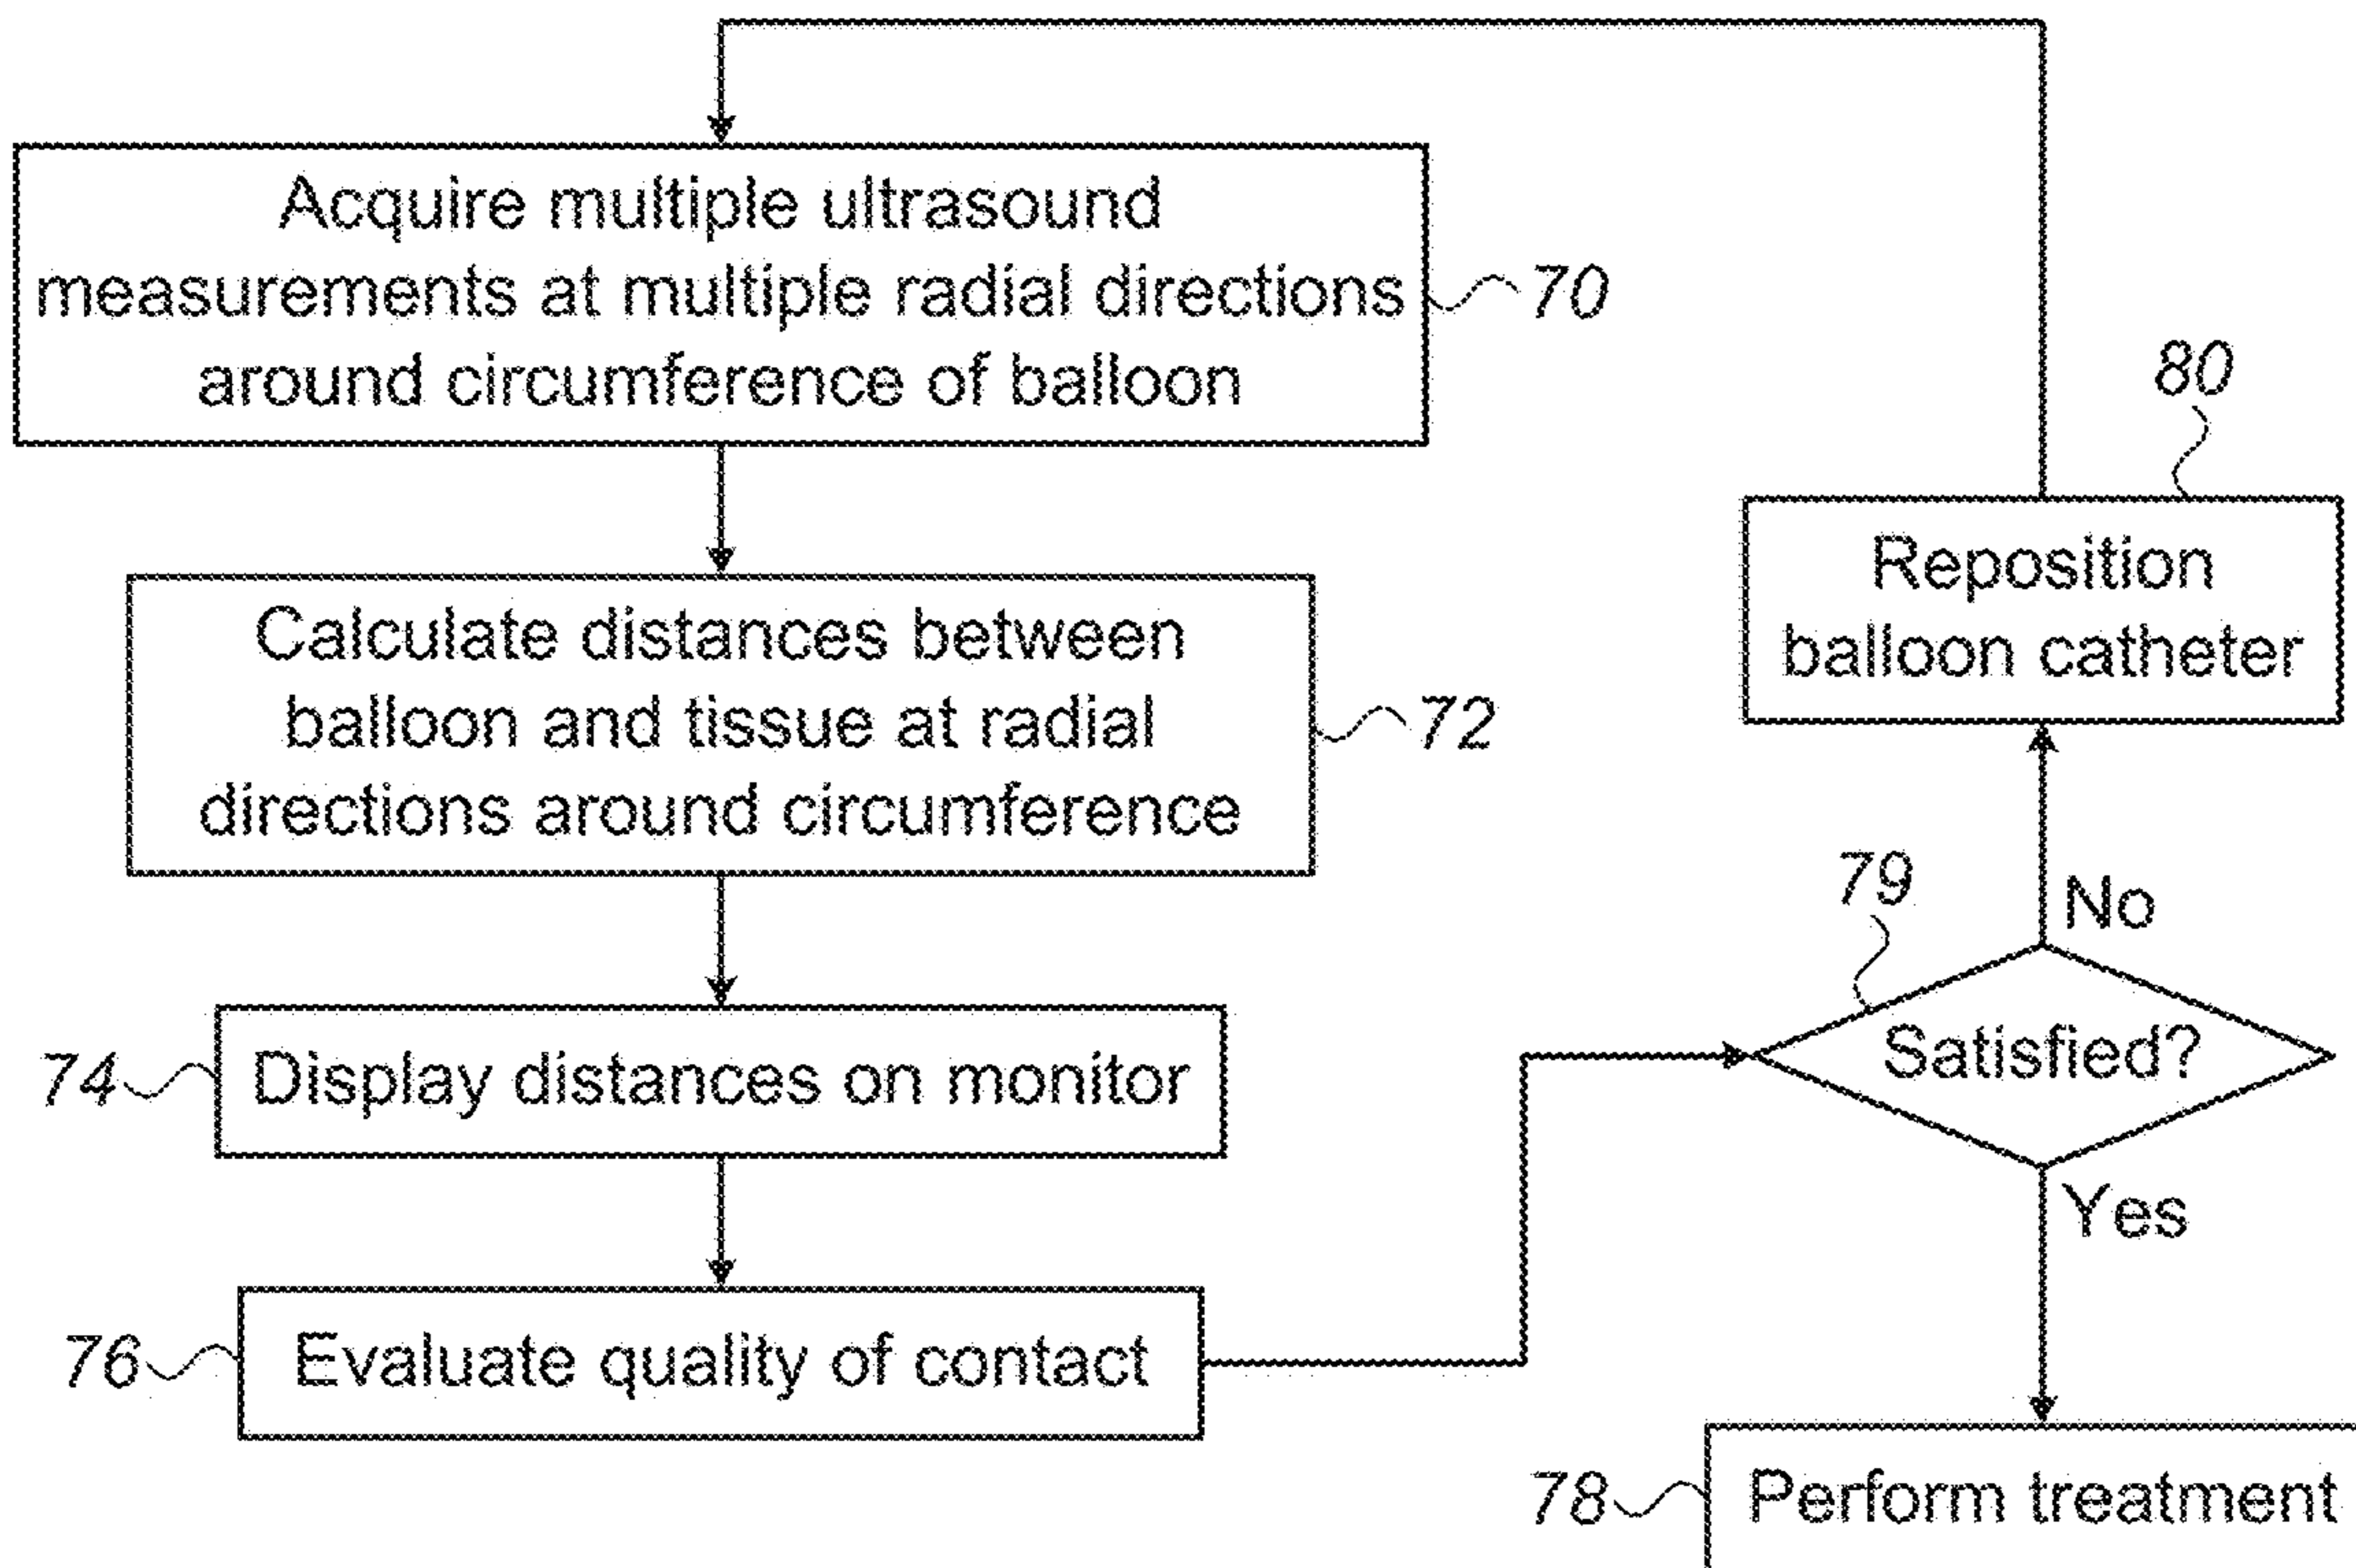 Acquire multiple ultrasound
measurements at multiple radial directions
around circumference of balloon
70
Calculate distances between
balloon and tissue at radial
directions around circumference
72
74
Display distances on monitor
76
Evaluate quality of contact
79
Satisfied?
No
80
Reposition
balloon catheter
Yes
78
Perform treatment